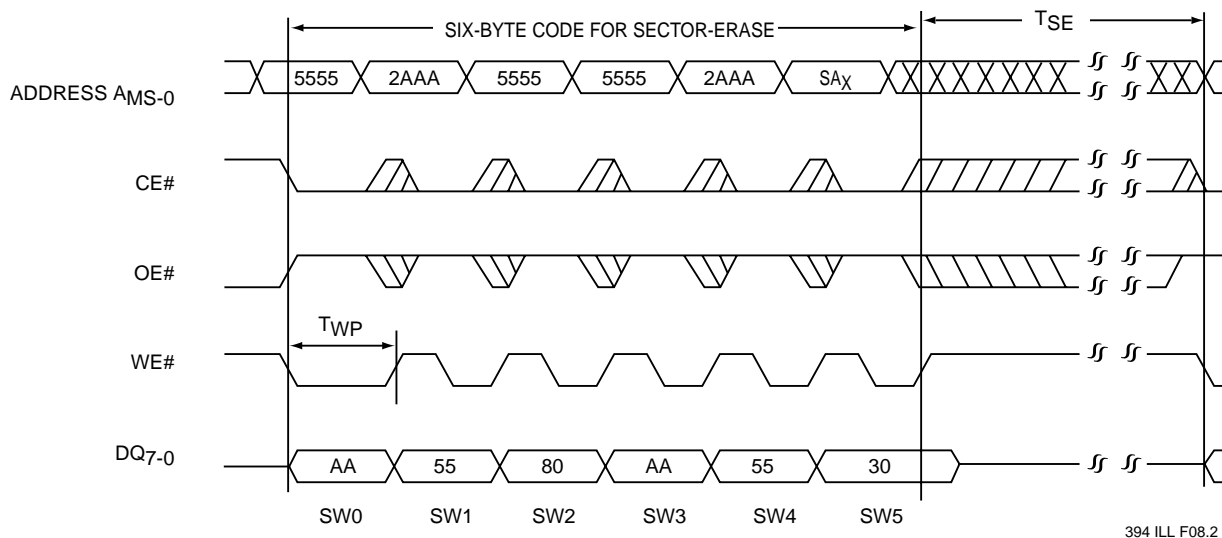 SIX-BYTE CODE FOR SECTOR-ERASE
TSE
ADDRESS AMS-0
5555 2AAA 5555 5555 2AAA SAX
CE#
OE#
TWP
WE#
DQ7-0
AA 55 80 AA 55 30
SW0 SW1 SW2 SW3 SW4 SW5
394 ILL F08.2